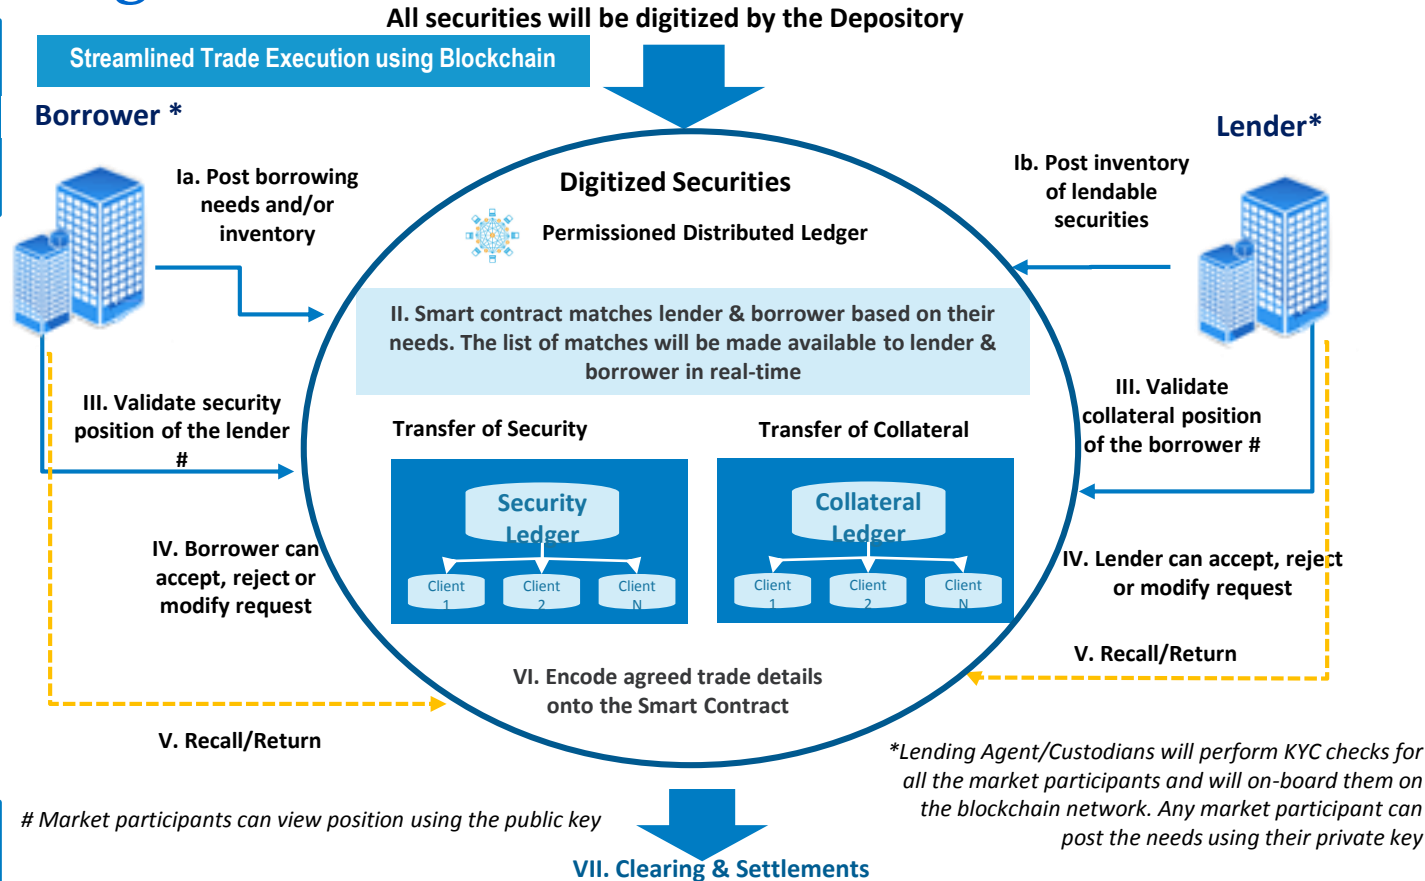 All securities will be digitized by the Depository
Streamlined Trade Execution using Blockchain
Borrower *
Lender*
Ia. Post borrowing
needs and/or
inventory
Ib. Post inventory
of lendable
securities
Digitized Securities
Permissioned Distributed Ledger
II. Smart contract matches lender & borrower based on their
needs. The list of matches will be made available to lender &
borrower in real-time
III. Validate security
position of the lender
#
III. Validate
collateral position
of the borrower #
Transfer of Security
Transfer of Collateral
Security
Ledger
Client
1
Client
2
Client
N
Collateral
Ledger
Client
1
Client
2
Client
N
IV. Borrower can
accept, reject or
modify request
IV. Lender can accept, reject
or modify request
V. Recall/Return
V. Recall/Return
VI. Encode agreed trade details
onto the Smart Contract
*Lending Agent/Custodians will perform KYC checks for
all the market participants and will on-board them on
the blockchain network. Any market participant can
post the needs using their private key
# Market participants can view position using the public key
VII. Clearing & Settlements